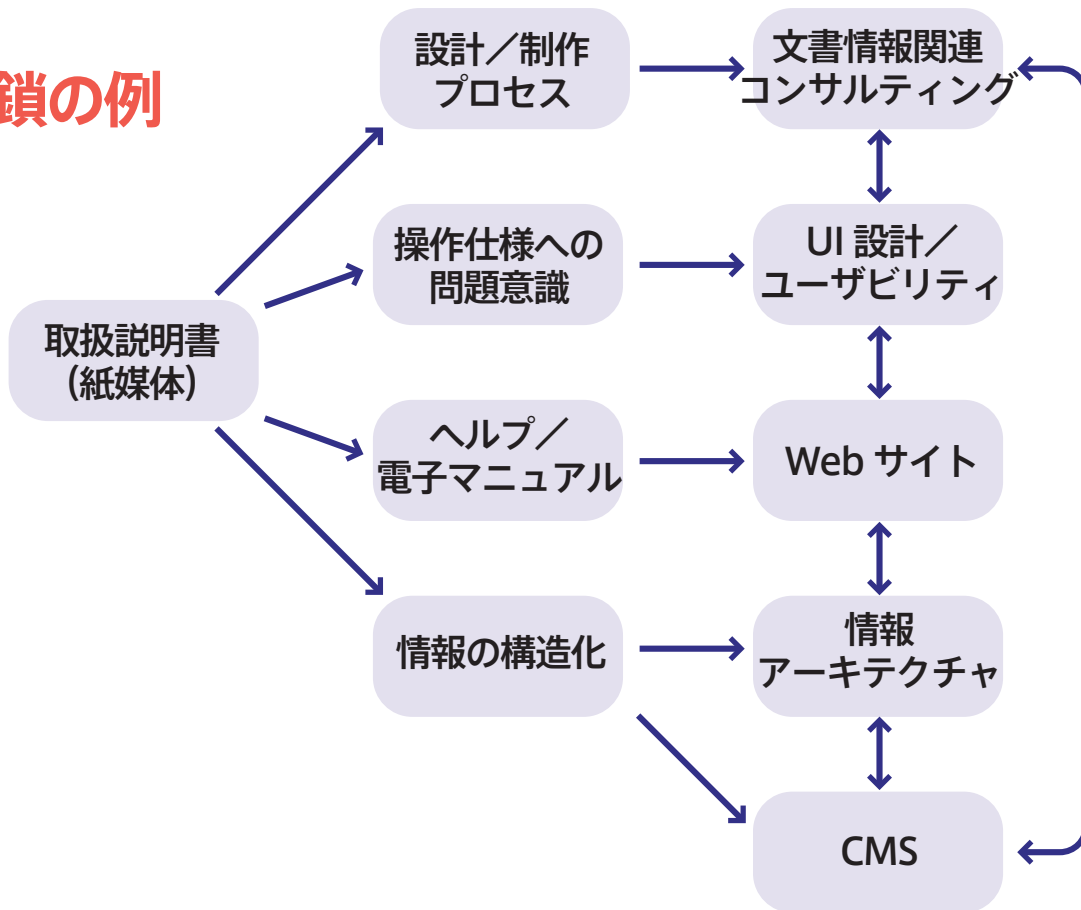 鎖の例
設計／制作
プロセス
文書情報関連
コンサルティング
操作仕様への
問題意識
UI 設計／
ユーザビリティ
取扱説明書
（紙媒体）
ヘルプ／
電子マニュアル
Web サイト
情報の構造化
情報
アーキテクチャ
CMS